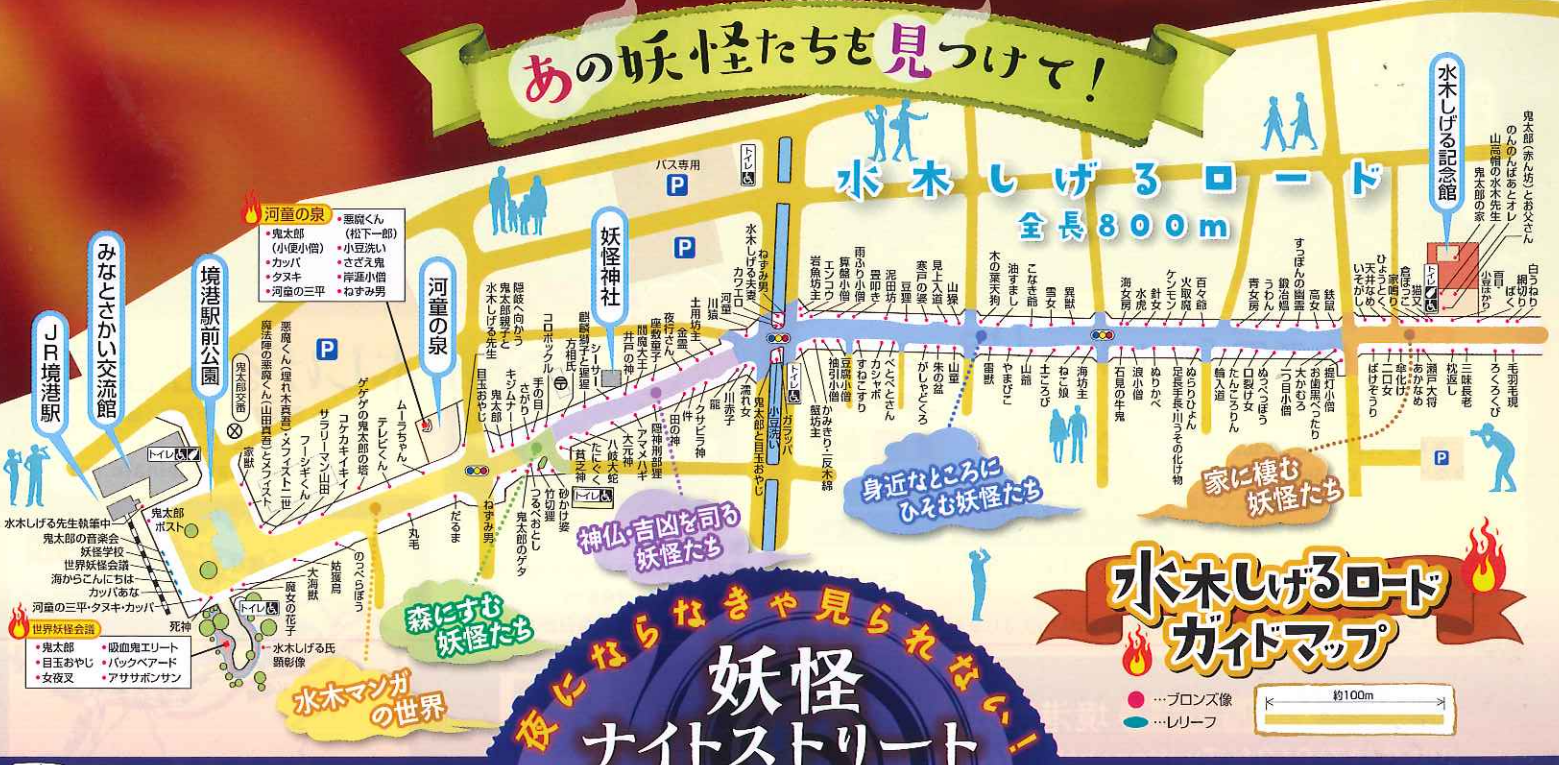 あの妖怪たちを見つけて!
水木しげるロード
全長800m
水木しげる記念館
妖怪神社
河童の泉
境港駅前公園
みなとさかい交流館
JR境港駅
バス専用
P
トイレ
P
P
P
河童の泉
・鬼太郎
(小便小僧)
・カッパ
・タヌキ
・河童の三平
・悪魔くん
(松下一郎)
・小豆洗い
・さざえ鬼
・岸涯小僧
・ねずみ男
鬼太郎(赤ん坊)とお父さん
のんのんばあとオレ
山高帽の水木先生
鬼太郎の家
トイレ
鬼太郎交番
魔法陣の悪魔くん(山田真吾)とメフィスト
悪魔くん(埋れ木真吾)・メフィスト二世
家獣
フーシギくん
サラリーマン山田
コケカキイキイ
ゲゲゲの鬼太郎の塔
テレビくん
ムーラちゃん
水木しげる先生
鬼太郎親子と
隠岐へ向かう
目玉おやじ
鬼太郎
キジムナー
さがり
手の目
コロポックル
方相氏
麒麟獅子と猩猩
シーサー
井戸の神
閻魔大王
座敷童子
夜行さん
金霊
土用坊主
川猿
河童
カワエロ
ねずみ男
水木しげる夫妻
岩魚坊主
エンコウ
算盤小僧
雨ふり小僧
畳叩き
泥田坊
豆狸
寒戸の婆
見上入道
山操
木の葉天狗
油すまし
こなき爺
雪女
異獣
海女房
水虎
針女
ケンモン
火取魔
百々爺
青女房
うわん
鍛冶媼
すっぽんの幽霊
高女
鉄鼠
いそがし
天井なめ
ひょうとく
家鳴り
倉ぼっこ
猫又
小豆はかり
百目
ばく
網切り
白うねり
トイレ
鬼太郎
ポスト
水木しげる先生執筆中
鬼太郎の音楽会
妖怪学校
世界妖怪会議
海からこんにちは
カッパあな
河童の三平・タヌキ・カッパ
死神
トイレ
魔女の花子
大海獣
姑獲鳥
のっぺらぼう
丸毛
だるま
ねずみ男
鬼太郎のゲタ
つるべおとし
竹切狸
砂かけ婆
トイレ
貧乏神
たにぐく
八岐大蛇
大元神
アマメハギ
隠神刑部狸
田の神
件
クサビラ神
龍
川赤子
濡れ女
鬼太郎と目玉おやじ
小豆洗い
ガラッパ
トイレ
蟹坊主
かみきり・一反木綿
袖引小僧
豆腐小僧
すねこすり
カシャボ
べとべとさん
がしゃどくろ
朱の盆
山童
雷獣
やまびこ
山爺
土ころび
ねこ娘
海坊主
石見の牛鬼
浪小僧
ぬりかべ
足長手長・川うその化け物
ぬらりひょん
輪入道
たんころりん
二口裂け女
ぬっぺっぽう
一つ目小僧
大かむろ
お歯黒べったり
提灯小僧
ばけぞうり
二口女
傘化け
あかなめ
瀬戸大将
枕返し
三味長老
ろくろくび
毛羽毛現
世界妖怪会議
・鬼太郎
・目玉おやじ
・女夜叉
・吸血鬼エリート
・バックベアード
・アササボンサン
水木しげる氏
顕彰像
水木マンガ
の世界
森にすむ
妖怪たち
神仏・吉凶を司る
妖怪たち
身近なところに
ひそむ妖怪たち
家に棲む
妖怪たち
水木しげるロード
ガイドマップ
…ブロンズ像
…レリーフ
約100m
夜にならなきゃ見られない!
妖怪
ナイトストリート